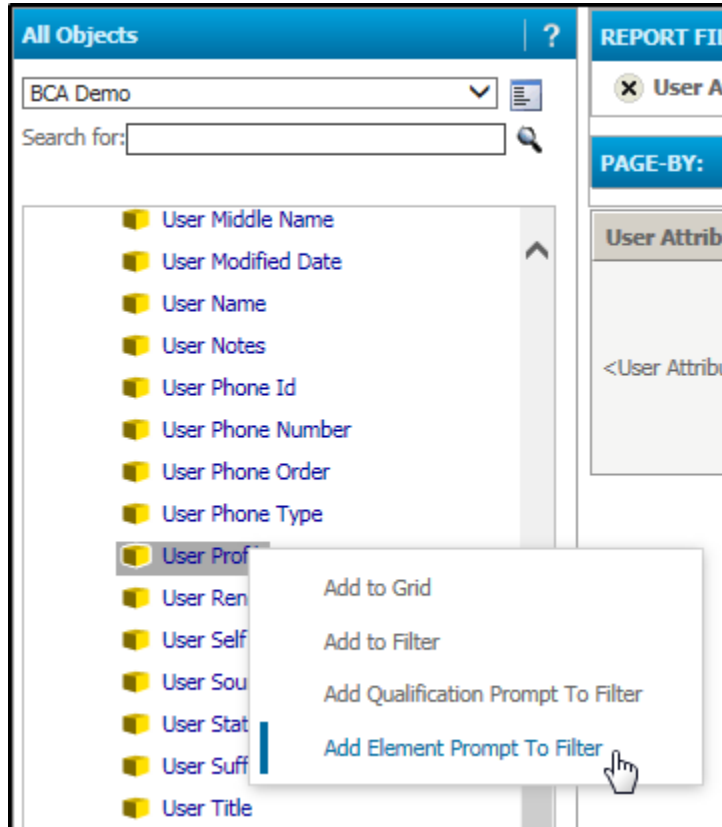 All Objects
?
BCA Demo
Search for:
User Middle Name
User Modified Date
User Name
User Notes
User Phone Id
User Phone Number
User Phone Order
User Phone Type
User Prof
User Ren
User Self
User Sou
User Stat
User Suff
User Title
Add to Grid
Add to Filter
Add Qualification Prompt To Filter
Add Element Prompt To Filter
REPORT FI
User A
PAGE-BY:
User Attrib
<User Attribu